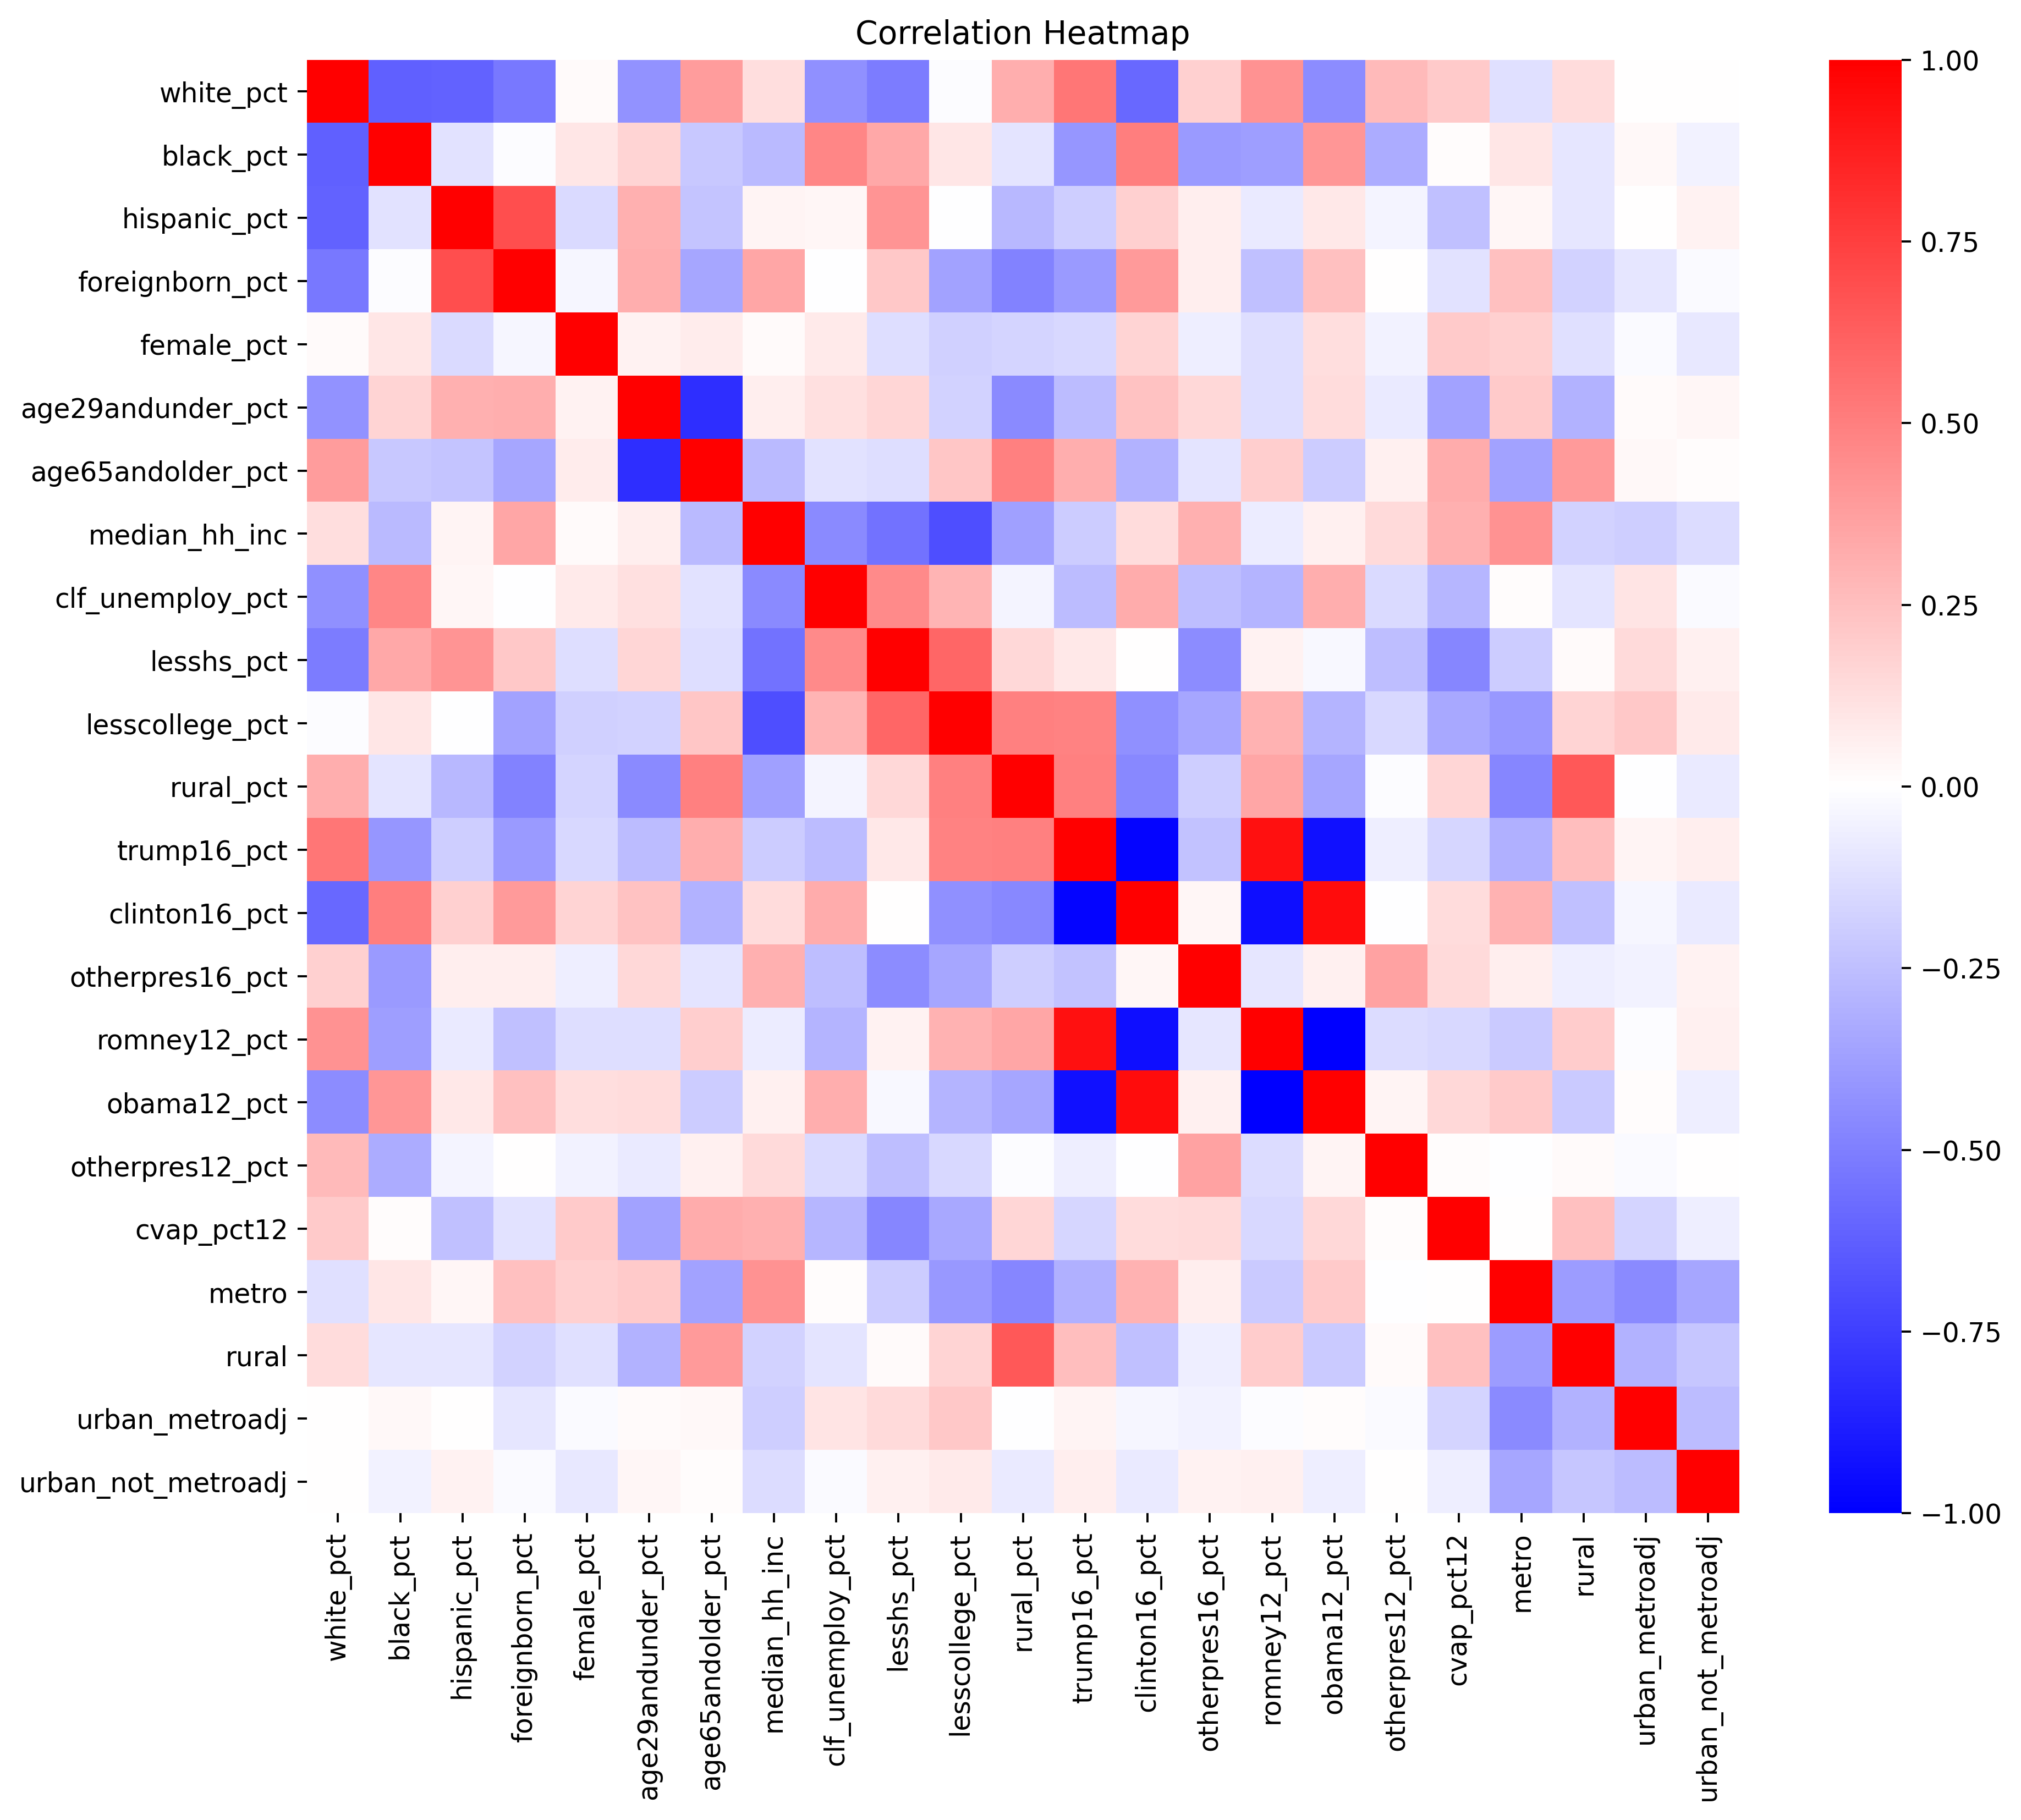 Correlation Heatmap
white_pct
black_pct
hispanic_pct
foreignborn_pct
female_pct
age29andunder_pct
age65andolder_pct
median_hh_inc
clf_unemploy_pct
lesshs_pct
lesscollege_pct
rural_pct
trump16_pct
clinton16_pct
otherpres16_pct
romney12_pct
obama12_pct
otherpres12_pct
cvap_pct12
metro
rural
urban_metroadj
urban_not_metroadj
white_pct
black_pct
hispanic_pct
foreignborn_pct
female_pct
age29andunder_pct
age65andolder_pct
median_hh_inc
clf_unemploy_pct
lesshs_pct
lesscollege_pct
rural_pct
trump16_pct
clinton16_pct
otherpres16_pct
romney12_pct
obama12_pct
otherpres12_pct
cvap_pct12
metro
rural
urban_metroadj
urban_not_metroadj
1.00
0.75
0.50
0.25
0.00
−0.25
−0.50
−0.75
−1.00